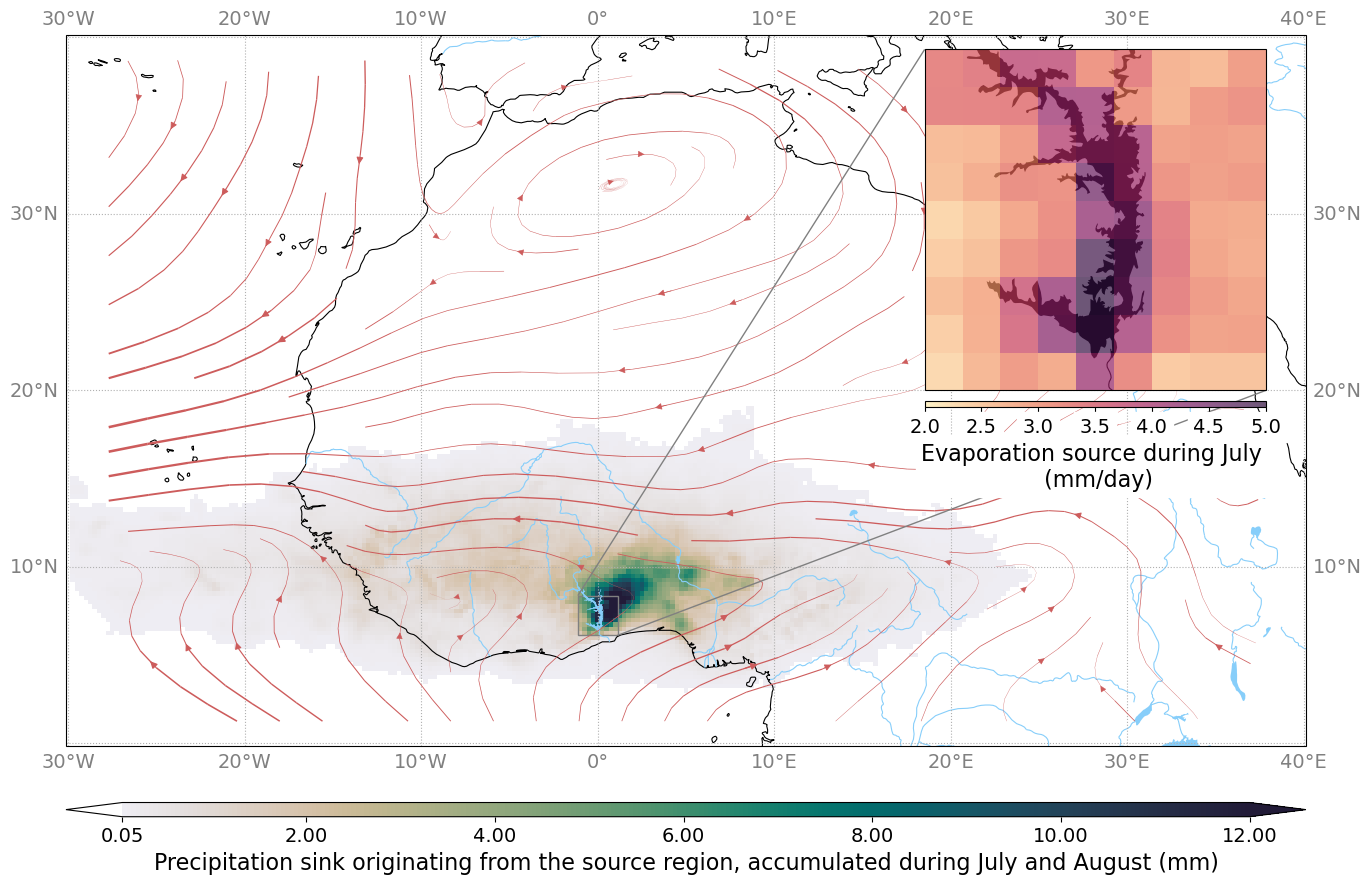 30°W 20°W 10°W 0° 10°E 20°E 30°E 40°E
30°N 30°N
20°N 20°N
2.0 2.5 3.0 3.5 4.0 4.5 5.0
Evaporation source during July
(mm/day)
10°N 10°N
30°W 20°W 10°W 0° 10°E 20°E 30°E 40°E
0.05 2.00 4.00 6.00 8.00 10.00 12.00
Precipitation sink originating from the source region, accumulated during July and August (mm)